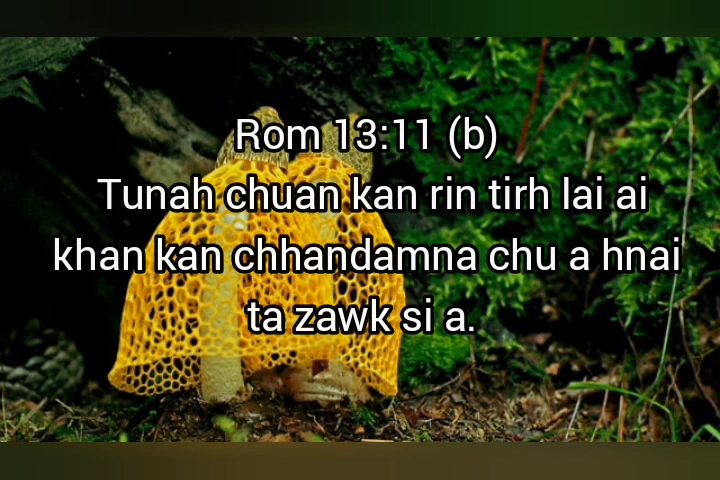 Rom 13:11 (b)
Tunah chuan kan rin tirh lai ai
khan kan chhandamna chu a hnai
ta zawk si a.